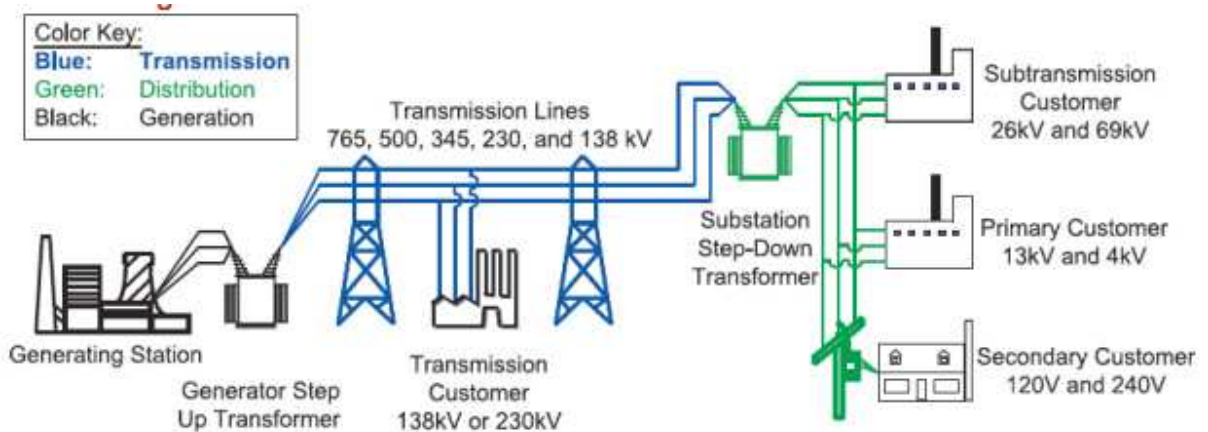 Color Key:
Blue: Transmission
Green: Distribution
Black: Generation
Transmission Lines
765, 500, 345, 230, and 138 kV
Subtransmission
Customer
26kV and 69kV
Substation
Step-Down
Transformer
Primary Customer
13kV and 4kV
Generating Station
Generator Step
Up Transformer
Transmission
Customer
138kV or 230kV
Secondary Customer
120V and 240V